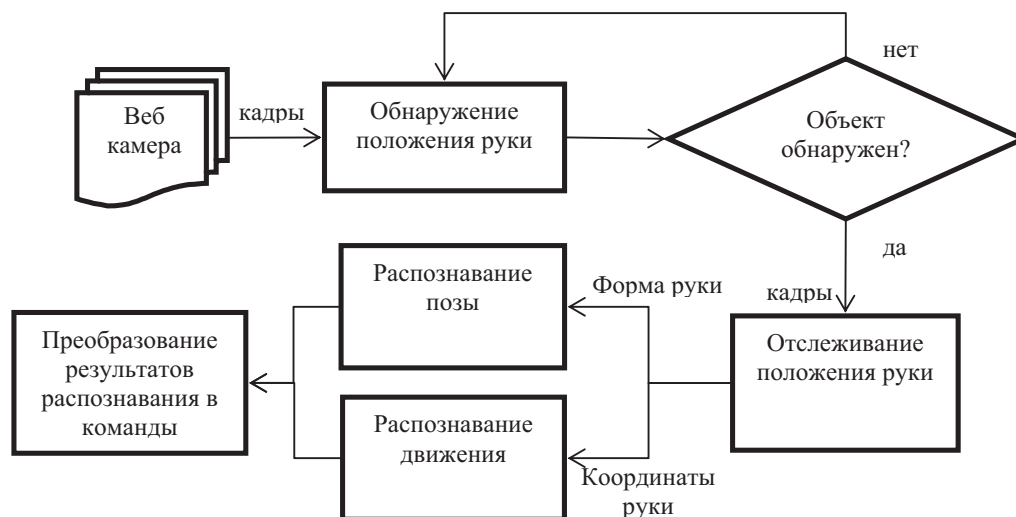 Веб
камера
кадры
Обнаружение
положения руки
нет
Объект
обнаружен?
да
кадры
Отслеживание
положения руки
Форма руки
Распознавание
позы
Координаты
руки
Распознавание
движения
Преобразование
результатов
распознавания в
команды